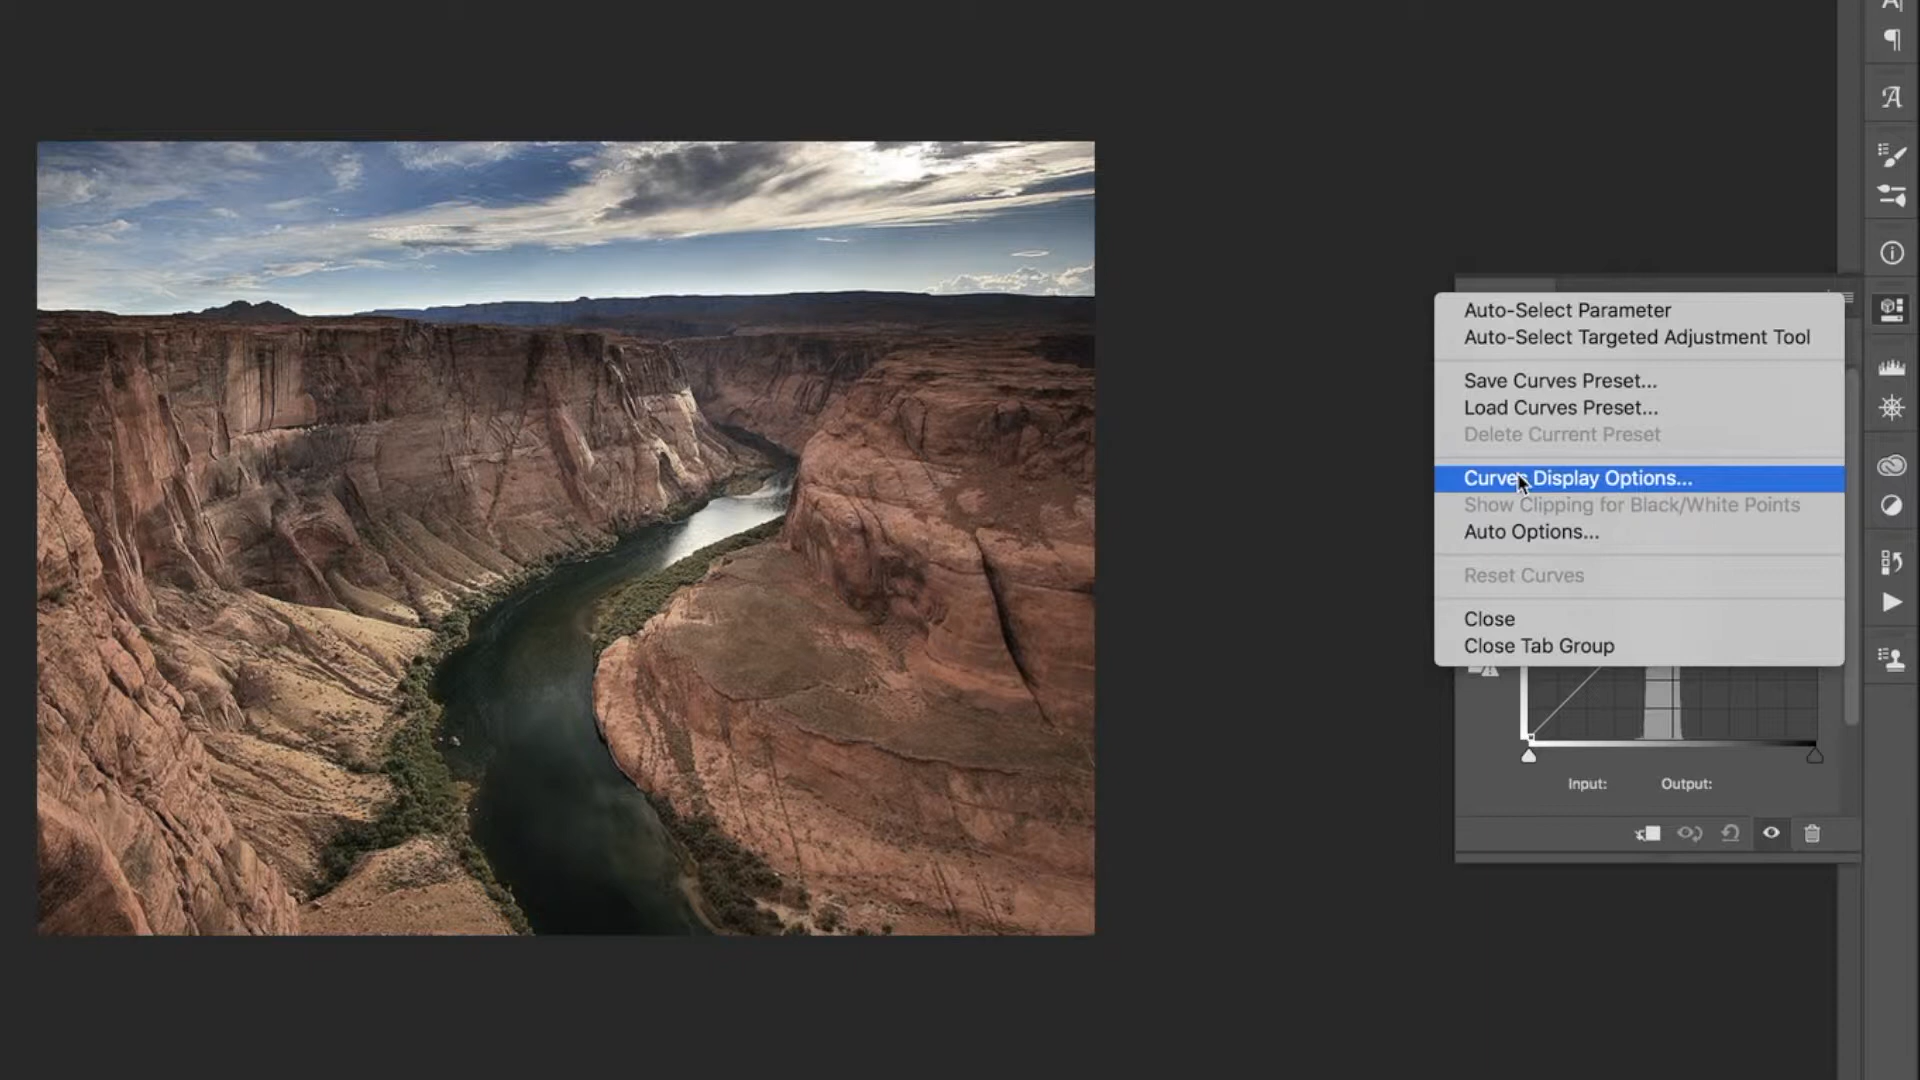 Auto-Select Parameter
Auto-Select Targeted Adjustment Tool
Save Curves Preset...
Load Curves Preset...
Delete Current Preset
Curves Display Options...
Show Clipping for Black/White Points
Auto Options...
Reset Curves
Close
Close Tab Group
Input:
Output: